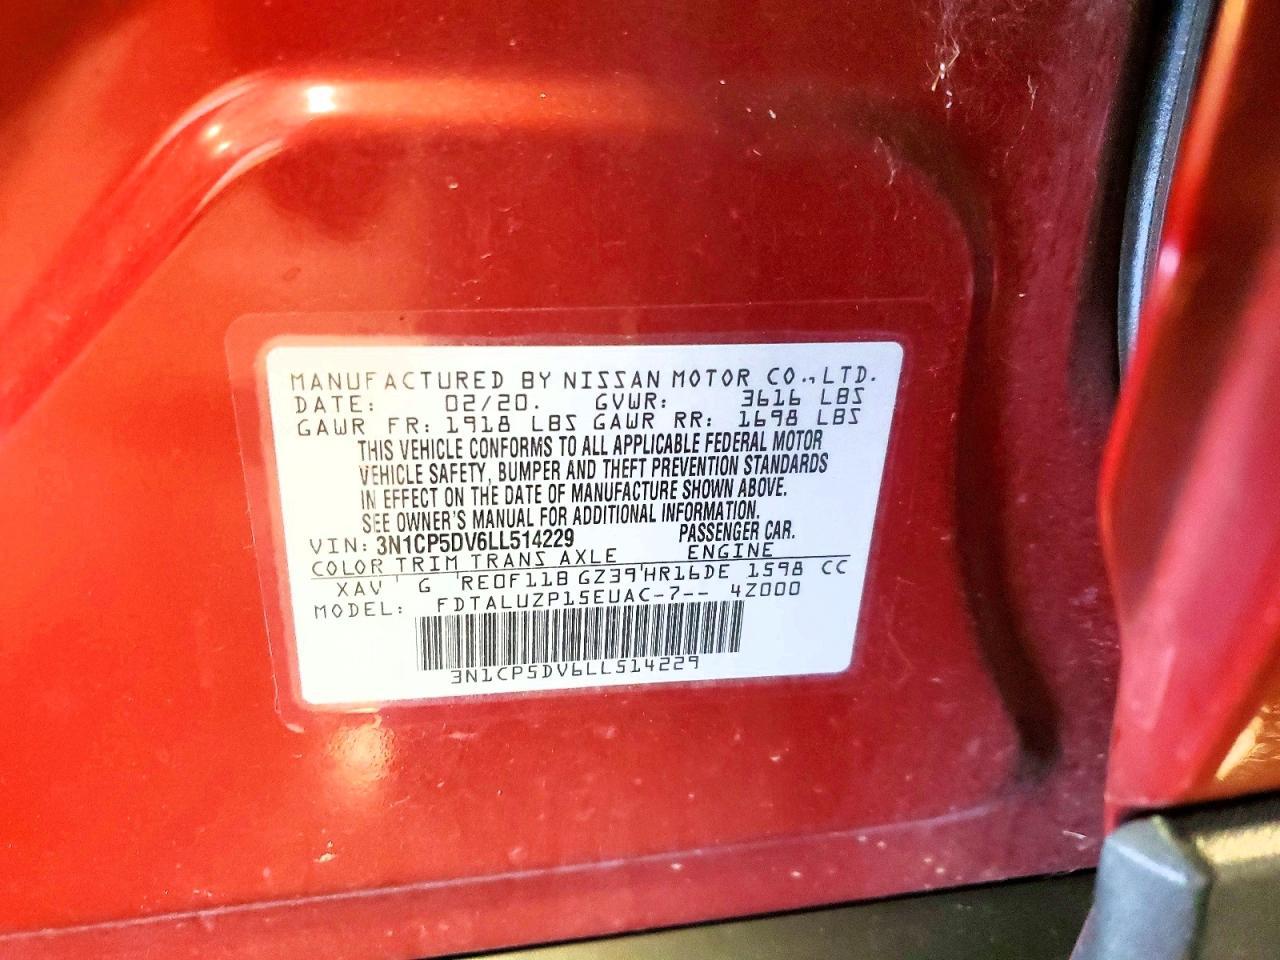 MANUFACTURED BY NISSAN MOTOR CO., LTD.
DATE: 02/20. GVWR: 3616 LBS
GAWR FR: 1918 LBS GAWR RR: 1698 LBS
THIS VEHICLE CONFORMS TO ALL APPLICABLE FEDERAL MOTOR
VEHICLE SAFETY, BUMPER AND THEFT PREVENTION STANDARDS
IN EFFECT ON THE DATE OF MANUFACTURE SHOWN ABOVE.
SEE OWNER'S MANUAL FOR ADDITIONAL INFORMATION.
VIN: 3N1CP5DV6LL514229 PASSENGER CAR.
COLOR TRIM TRANS AXLE ENGINE
XAV G RE0F11B GZ39 HR16DE 1598 CC
MODEL: FDTALUZP15EUAC-7-- 4Z000
3N1CP5DV6LL514229